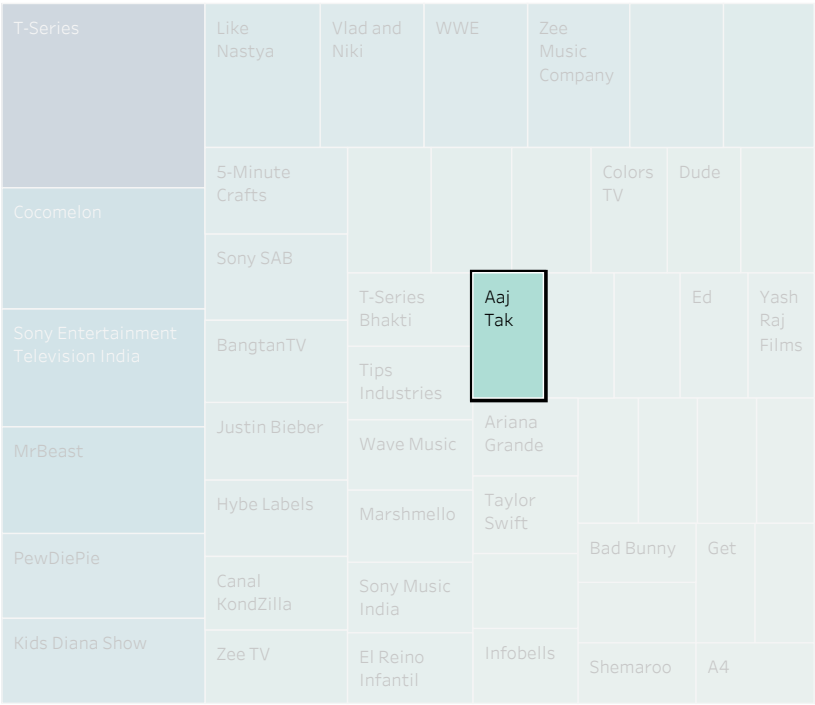 T-Series
Like
Nastya
Vlad and
Niki
WWE
Zee
Music
Company
Cocomelon
5-Minute
Crafts
Colors
TV
Dude
Sony SAB
Sony Entertainment
Television India
T-Series
Bhakti
Aaj
Tak
Ed
Yash
Raj
Films
BangtanTV
Tips
Industries
Justin Bieber
Wave Music
Ariana
Grande
MrBeast
Hybe Labels
Marshmello
Taylor
Swift
PewDiePie
Canal
KondZilla
Sony Music
India
Bad Bunny
Get
Kids Diana Show
Zee TV
El Reino
Infantil
Infobells
Shemaroo
A4